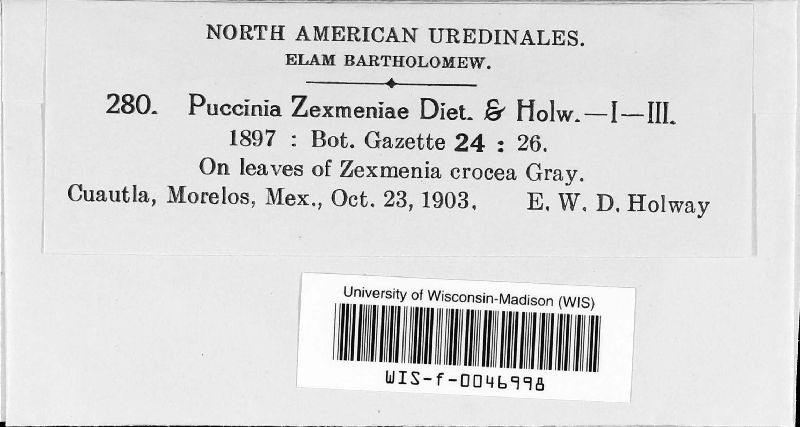 NORTH AMERICAN UREDINALES.
ELAM BARTHOLOMEW.
280. Puccinia Zexmeniae Diet. & Holw.—I—III.
1897 : Bot. Gazette 24 : 26.
On leaves of Zexmenia crocea Gray.
Cuautla, Morelos, Mex., Oct. 23, 1903. E. W. D. Holway
University of Wisconsin-Madison (WIS)
WIS-f-0046998